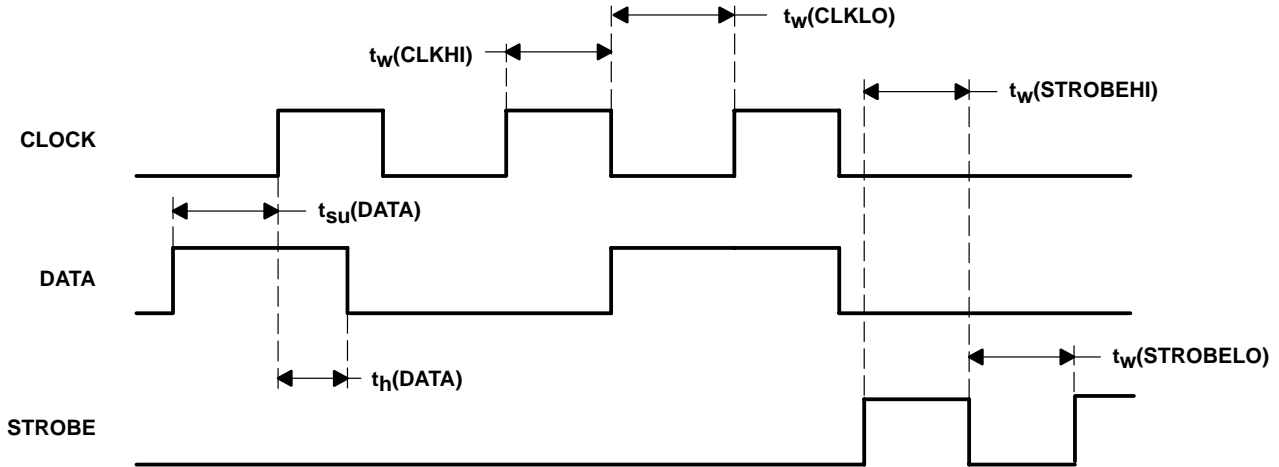 tw(CLKLO)
tw(CLKHI)
tw(STROBEHI)
CLOCK
tsu(DATA)
DATA
tw(STROBELO)
th(DATA)
STROBE